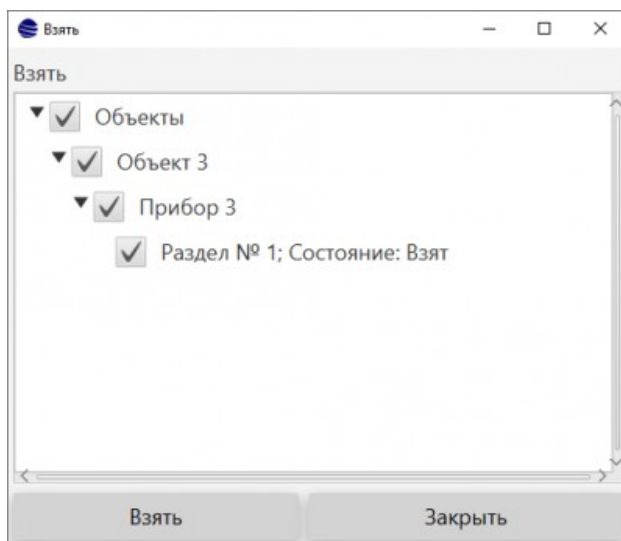 Взять
Взять
Объекты
Объект 3
Прибор 3
Раздел № 1; Состояние: Взят
Взять Закрыть